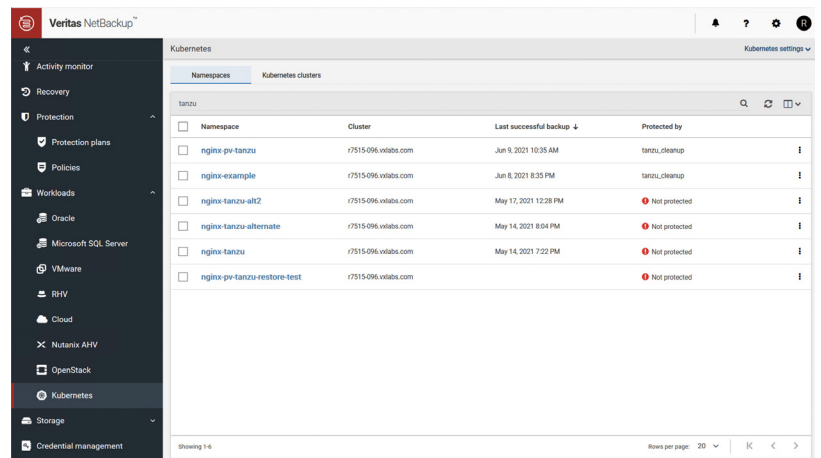 Veritas NetBackup™
?
R
«
Kubernetes
Kubernetes settings
Activity monitor
Namespaces
Kubernetes clusters
Recovery
tanzu
Protection
Namespace
Cluster
Last successful backup ↓
Protected by
Protection plans
nginx-pv-tanzu
r7515-096.vxlabs.com
Jun 9, 2021 10:35 AM
tanzu_cleanup
Policies
nginx-example
r7515-096.vxlabs.com
Jun 8, 2021 8:35 PM
tanzu_cleanup
Workloads
nginx-tanzu-alt2
r7515-096.vxlabs.com
May 17, 2021 12:28 PM
Not protected
Oracle
nginx-tanzu-alternate
r7515-096.vxlabs.com
May 14, 2021 8:04 PM
Not protected
Microsoft SQL Server
nginx-tanzu
r7515-096.vxlabs.com
May 14, 2021 7:22 PM
Not protected
VMware
nginx-pv-tanzu-restore-test
r7515-096.vxlabs.com
Not protected
RHV
Cloud
Nutanix AHV
OpenStack
Kubernetes
Storage
Credential management
Showing 1-6
Rows per page: 20